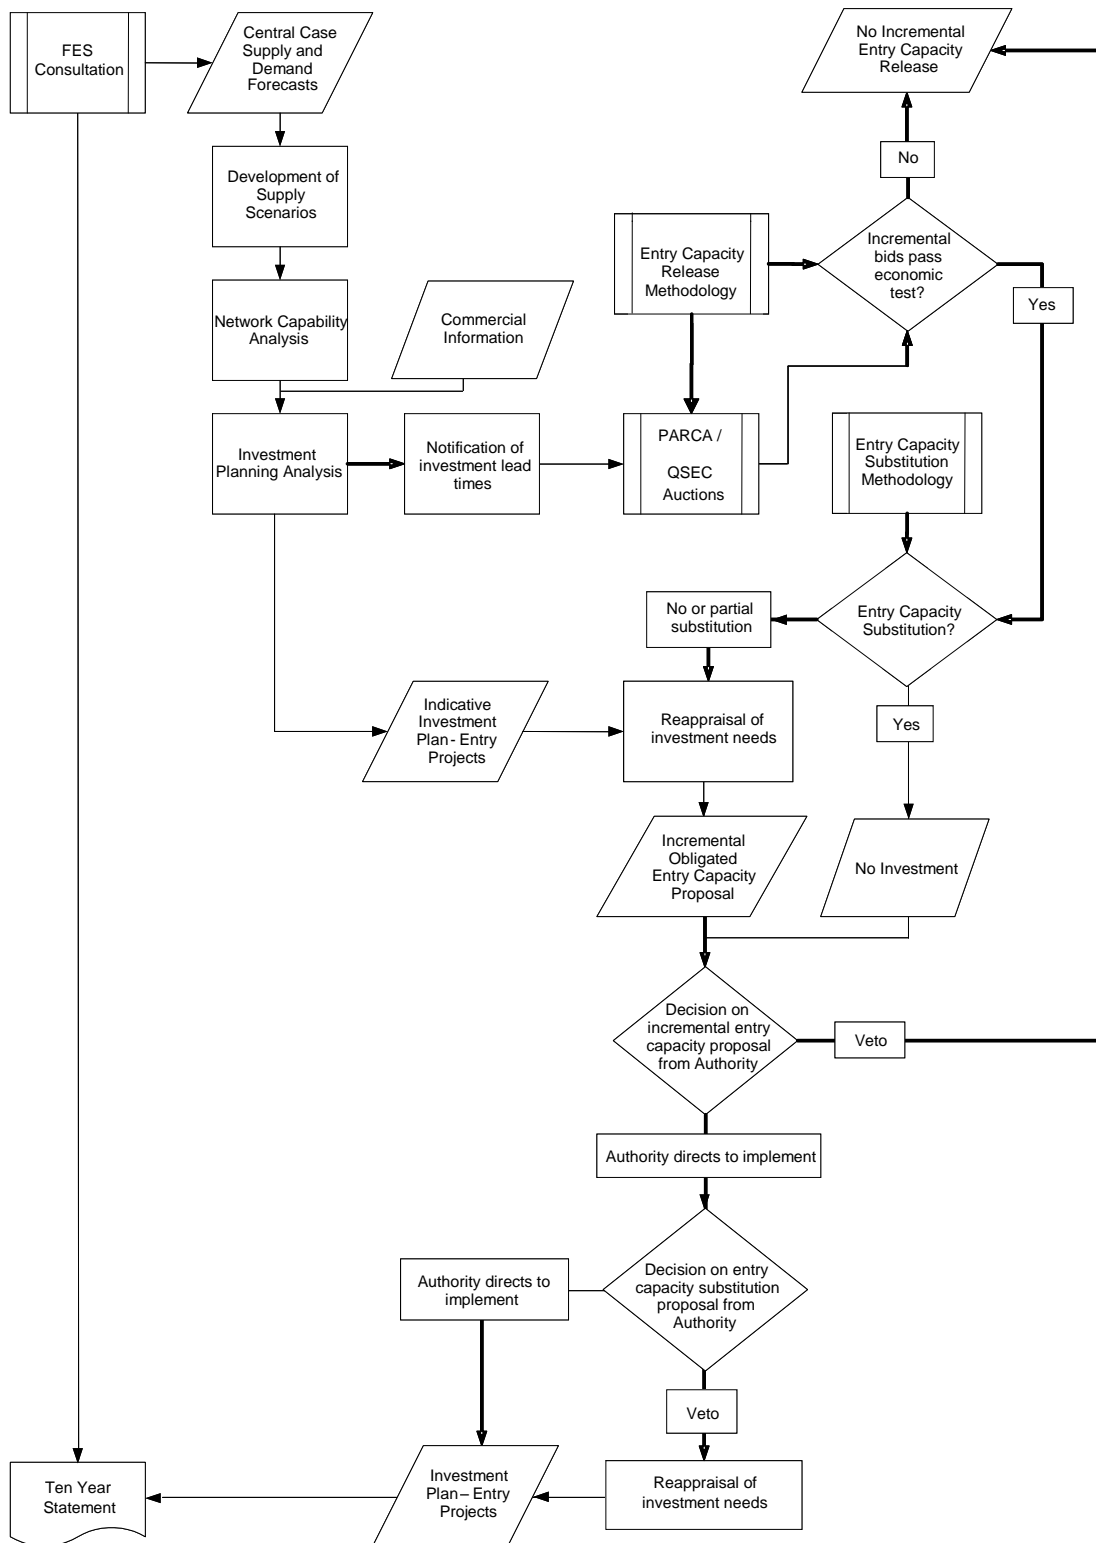 FES
Consultation
Central Case
Supply and
Demand
Forecasts
No Incremental
Entry Capacity
Release
No
Development of
Supply
Scenarios
Entry Capacity
Release
Methodology
Incremental
bids pass
economic
test?
Yes
Network Capability
Analysis
Commercial
Information
Investment
Planning Analysis
Notification of
investment lead
times
PARCA /
QSEC
Auctions
Entry Capacity
Substitution
Methodology
No or partial
substitution
Entry Capacity
Substitution?
Indicative
Investment
Plan - Entry
Projects
Reappraisal of
investment needs
Yes
Incremental
Obligated
Entry Capacity
Proposal
No Investment
Decision on
incremental entry
capacity proposal
from Authority
Veto
Authority directs to implement
Authority directs to
implement
Decision on entry
capacity substitution
proposal from
Authority
Veto
Ten Year
Statement
Investment
Plan – Entry
Projects
Reappraisal of
investment needs